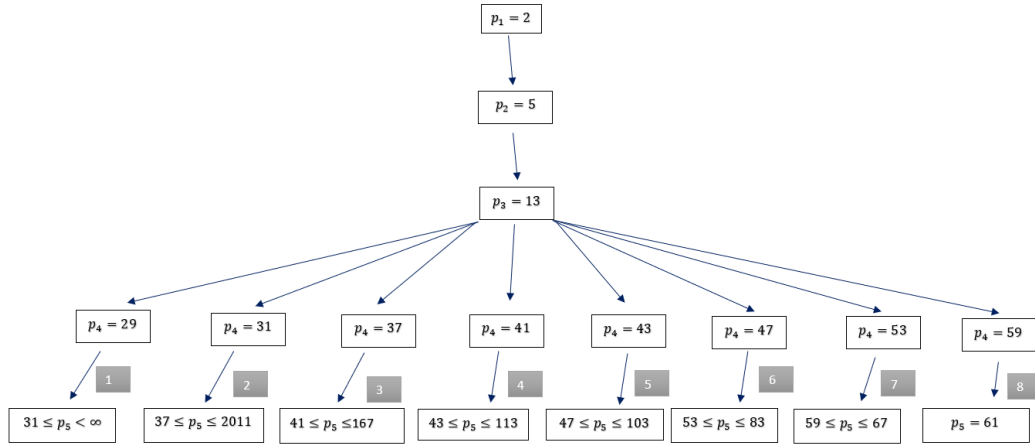 p₁ = 2
p₂ = 5
p₃ = 13
p₄ = 29
p₄ = 31
p₄ = 37
p₄ = 41
p₄ = 43
p₄ = 47
p₄ = 53
p₄ = 59
1
2
3
4
5
6
7
8
31 ≤ p₅ < ∞
37 ≤ p₅ ≤ 2011
41 ≤ p₅ ≤167
43 ≤ p₅ ≤ 113
47 ≤ p₅ ≤ 103
53 ≤ p₅ ≤ 83
59 ≤ p₅ ≤ 67
p₅ = 61